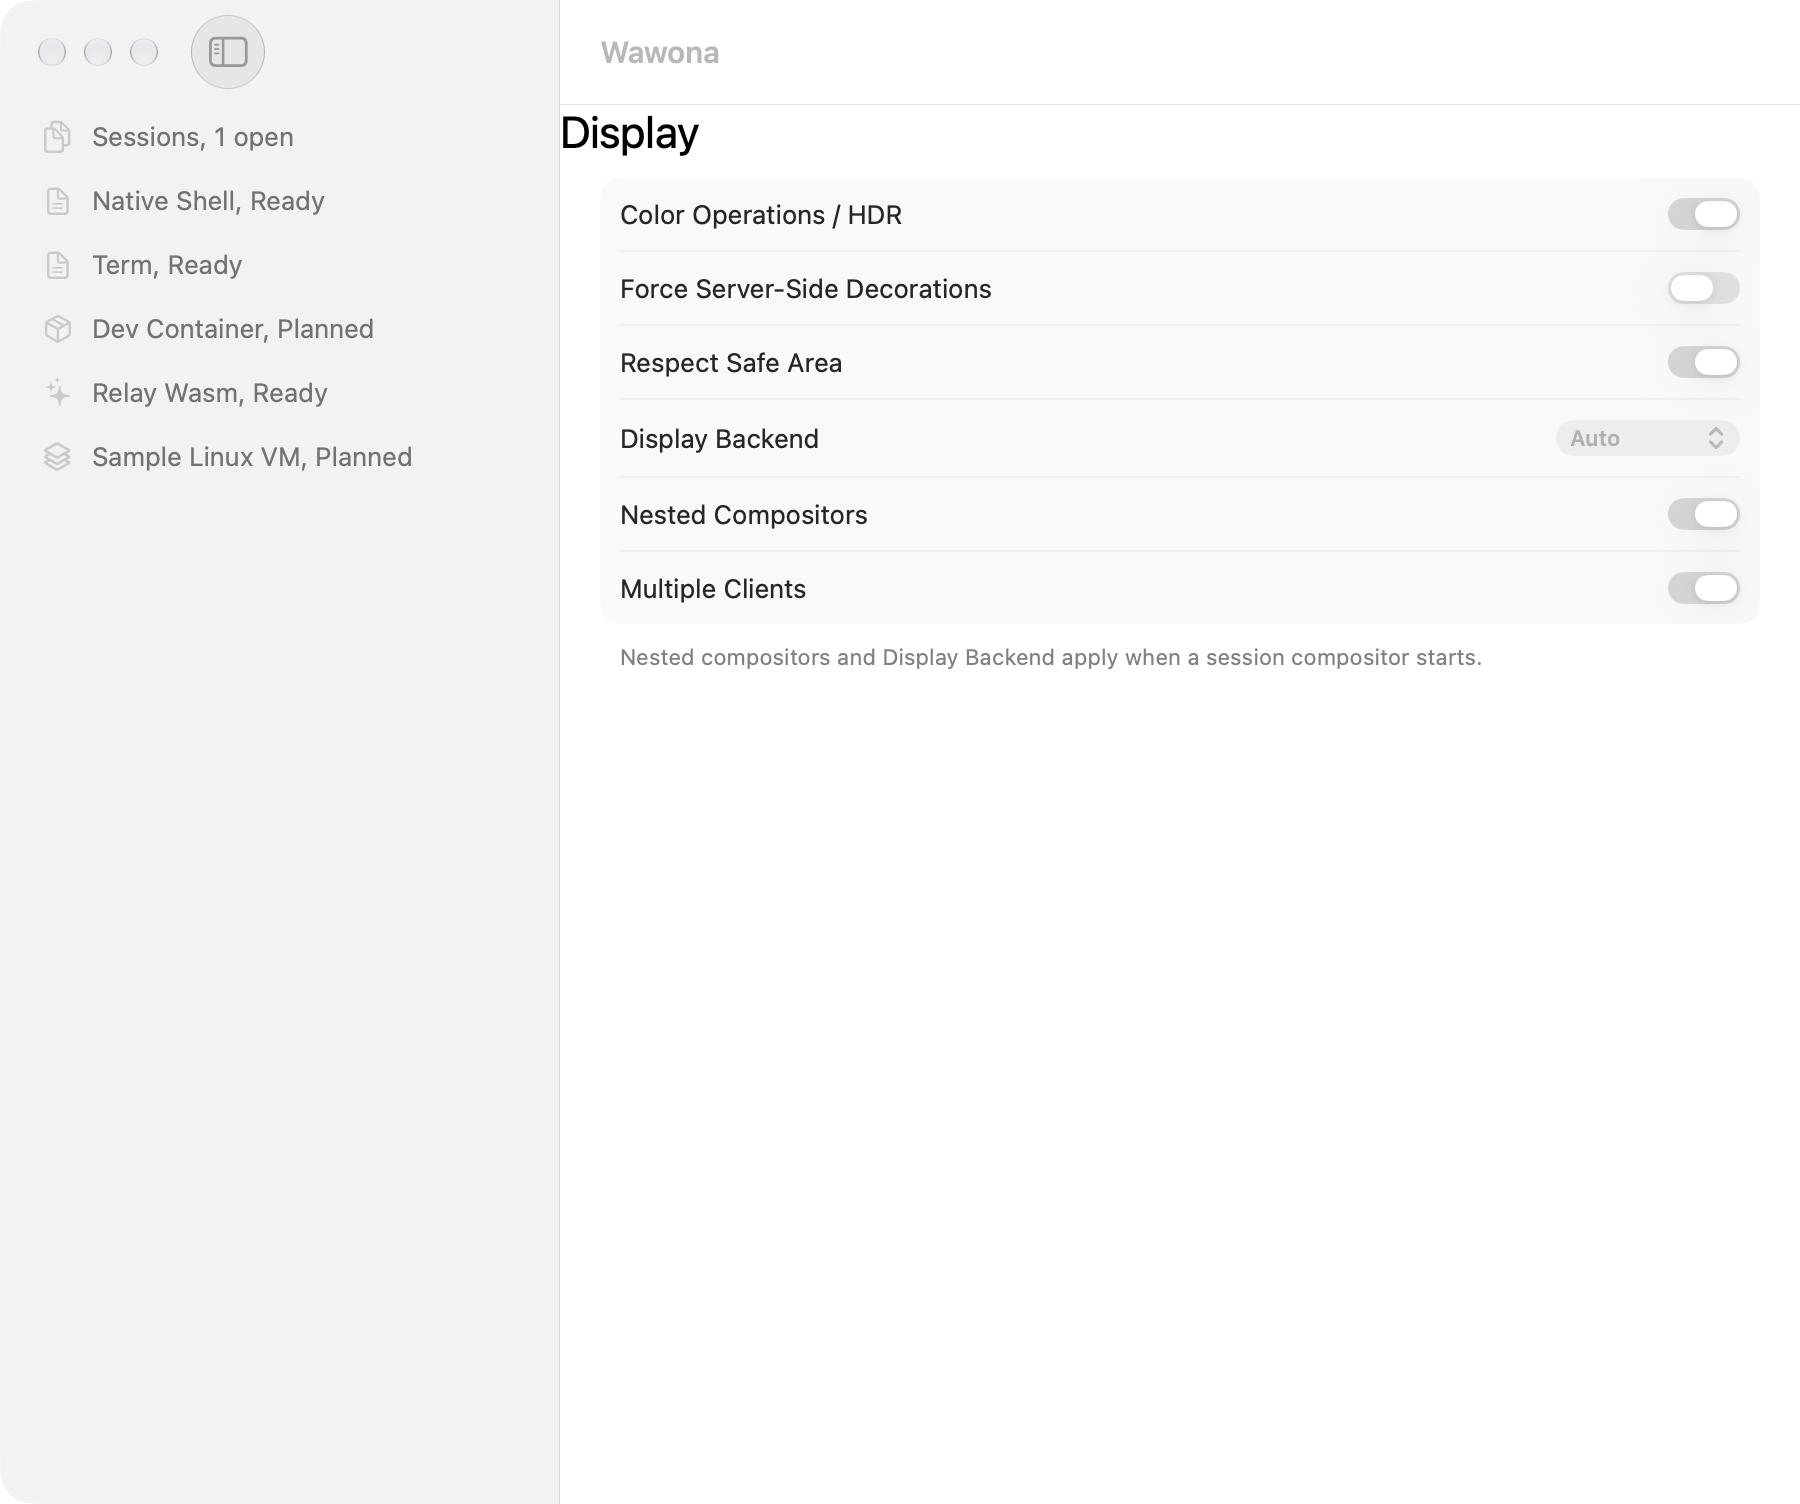 Wawona
Sessions, 1 open
Native Shell, Ready
Term, Ready
Dev Container, Planned
Relay Wasm, Ready
Sample Linux VM, Planned
Display
Color Operations / HDR
Force Server-Side Decorations
Respect Safe Area
Display Backend
Auto
Nested Compositors
Multiple Clients
Nested compositors and Display Backend apply when a session compositor starts.